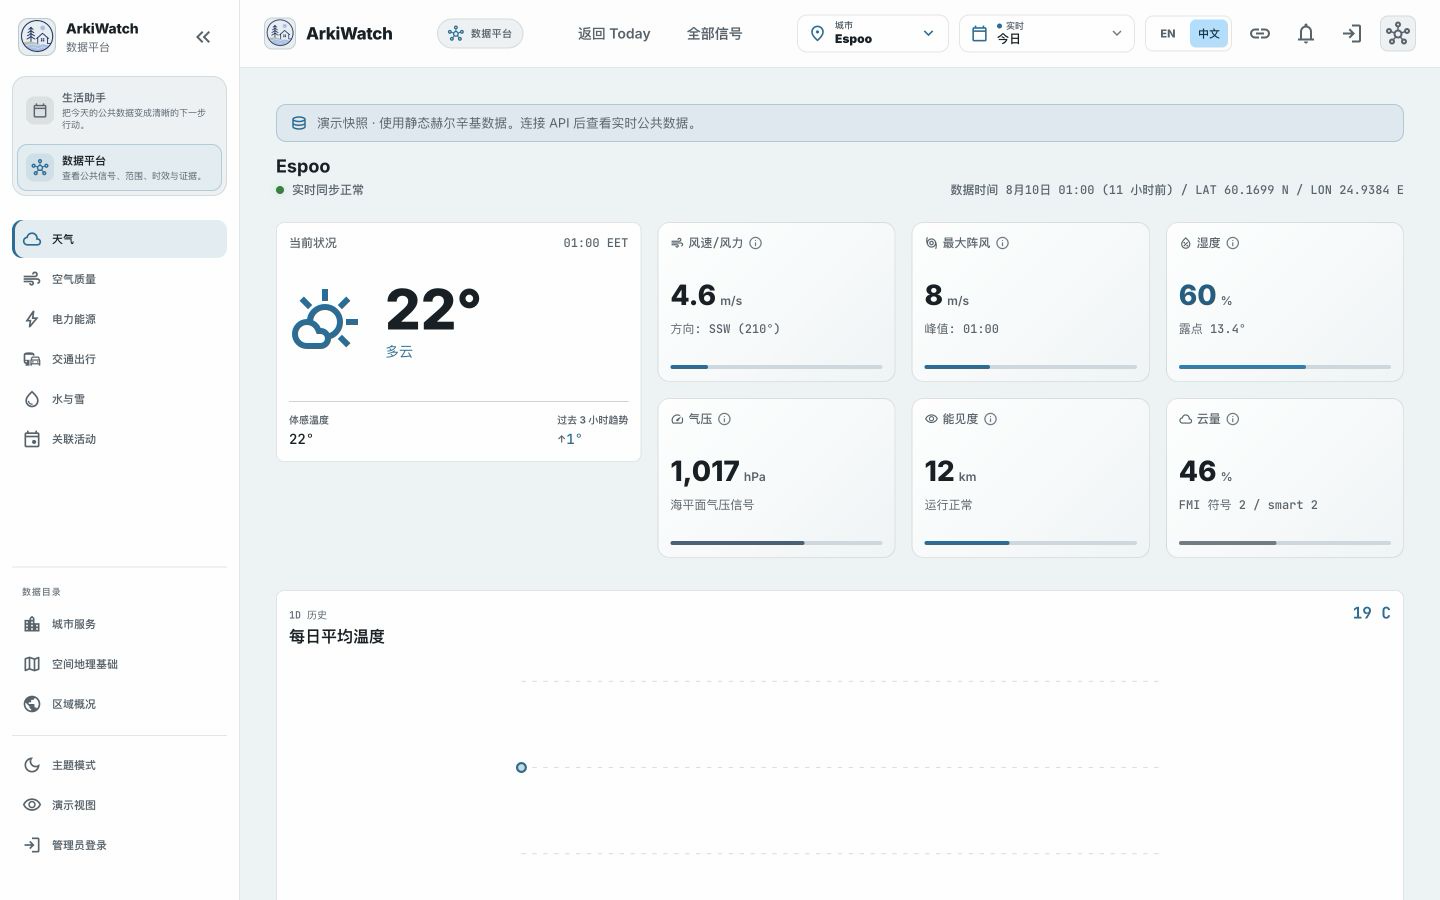 ArkiWatch
数据平台
生活助手
把今天的公共数据变成清晰的下一步
行动。
数据平台
查看公共信号、范围、时效与证据。
天气
空气质量
电力能源
交通出行
水与雪
关联活动
数据目录
城市服务
空间地理基础
区域概况
主题模式
演示视图
管理员登录
ArkiWatch
数据平台
返回 Today
全部信号
城市
Espoo
实时
今日
EN
中文
演示快照 · 使用静态赫尔辛基数据。连接 API 后查看实时公共数据。
Espoo
实时同步正常
数据时间 8月10日 01:00 (11 小时前) / LAT 60.1699 N / LON 24.9384 E
当前状况
01:00 EET
22°
多云
体感温度
22°
过去 3 小时趋势
↑1°
风速/风力
4.6 m/s
方向: SSW (210°)
最大阵风
8 m/s
峰值: 01:00
湿度
60 %
露点 13.4°
气压
1,017 hPa
海平面气压信号
能见度
12 km
运行正常
云量
46 %
FMI 符号 2 / smart 2
1D 历史
每日平均温度
19 C